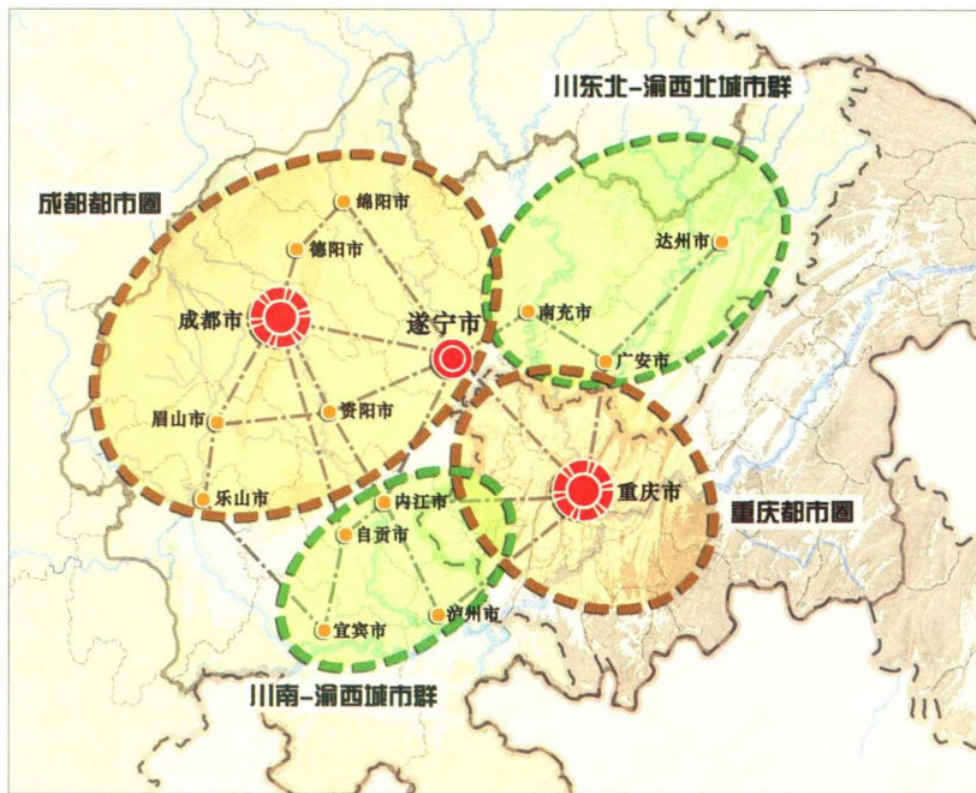 川东北-渝西北城市群
成都都市圈
绵阳市
达州市
德阳市
成都市
遂宁市
南充市
广安市
眉山市
资阳市
乐山市
内江市
重庆市
重庆都市圈
自贡市
泸州市
宜宾市
川南-渝西城市群